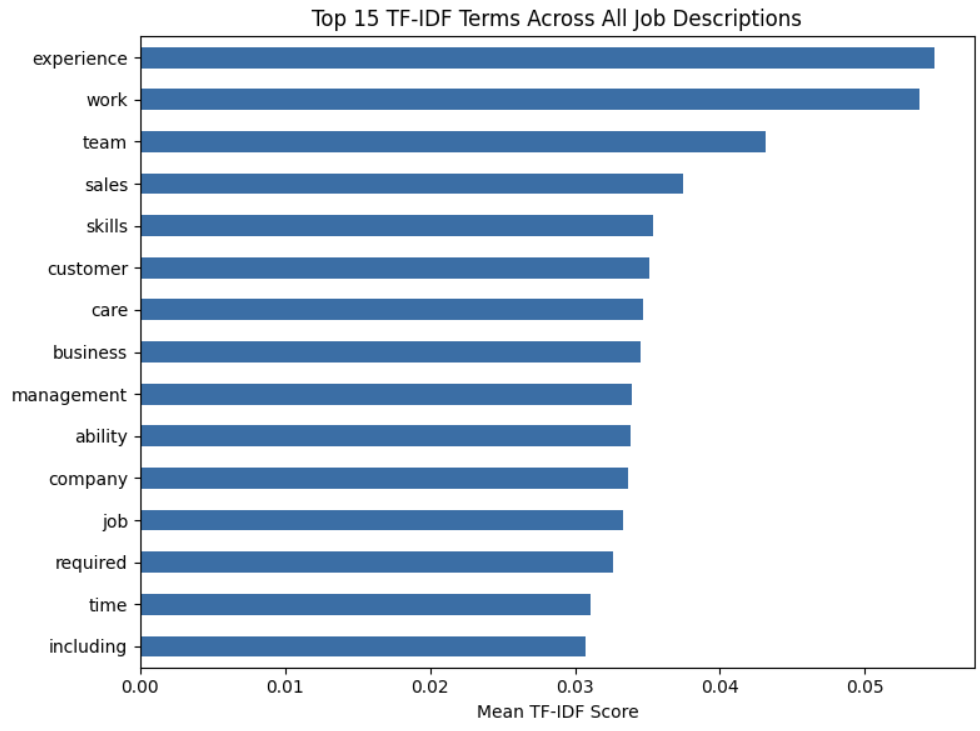 Top 15 TF-IDF Terms Across All Job Descriptions
experience
work
team
sales
skills
customer
care
business
management
ability
company
job
required
time
including
0.00 0.01 0.02 0.03 0.04 0.05
Mean TF-IDF Score